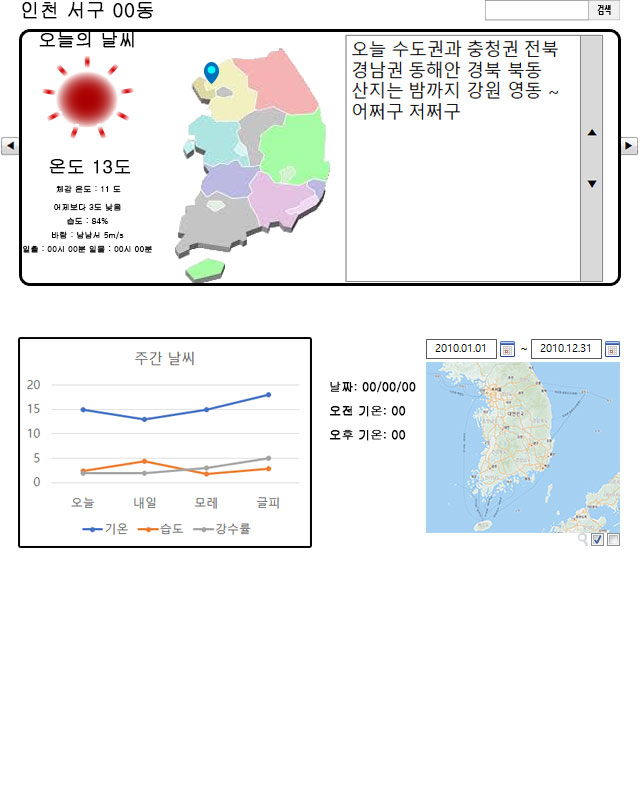 인천 서구 00동
검색
오늘의 날씨
온도 13도
체감 온도 : 11 도
어제보다 3도 낮음
습도 : 84%
바람 : 남남서 5m/s
일출 : 00시 00분 일몰 : 00시 00분
오늘 수도권과 충청권 전북
경남권 동해안 경북 북동
산지는 밤까지 강원 영동 ~
어쩌구 저쩌구
주간 날씨
20
15
10
5
0
오늘 내일 모레 글피
기온 습도 강수률
날짜: 00/00/00
오전 기온: 00
오후 기온: 00
2010.01.01 ~ 2010.12.31
대한민국